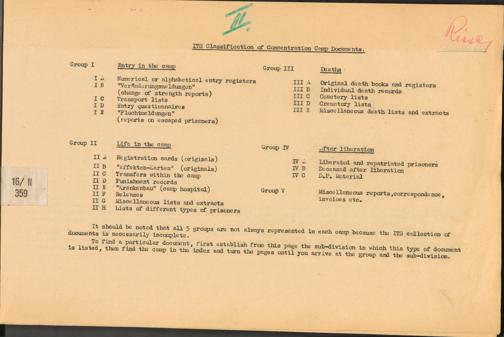 III.
Risse
ITS Classification of Concentration Camp Documents.
Group I Entry in the camp
I A Numerical or alphabetical entry registers
I B "Veränderungsmeldungen"
(change of strength reports)
I C Transport lists
I D Entry questionnaires
I E "Fluchtmeldungen"
(reports on escaped prisoners)
Group III Deaths
III A Original death books and registers
III B Individual death records
III C Cemetery lists
III D Crematory lists
III E Miscellaneous death lists and extracts
Group II Life in the camp
II A Registration cards (originals)
II B "Effekten-Karten" (originals)
II C Transfers within the camp
II D Punishment records
II E "Krankenbau" (camp hospital)
II F Releases
II G Miscellaneous lists and extracts
II H Lists of different types of prisoners
Group IV After liberation
IV A Liberated and repatriated prisoners
IV B Deceased after liberation
IV C D.P. Material
Group V Miscellaneous reports,correspondence,
invoices etc.
16/ II
359
It should be noted that all 5 groups are not always represented in each camp because the ITS collection of
documents is necessarily incomplete.
To find a particular document, first establish from this page the sub-division in which this type of document
is listed, then find the camp in the index and turn the pages until you arrive at the group and the sub-division.